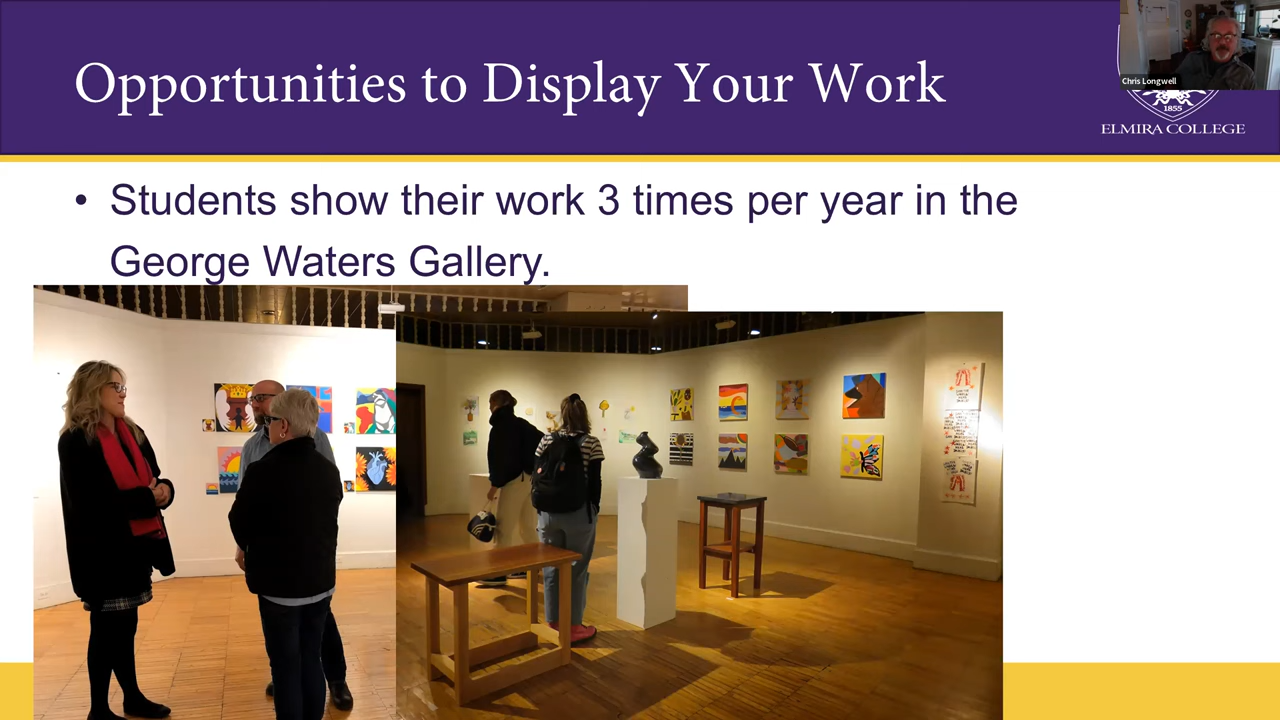 Opportunities to Display Your Work
Chris Longwell
1855
ELMIRA COLLEGE
• Students show their work 3 times per year in the
George Waters Gallery.